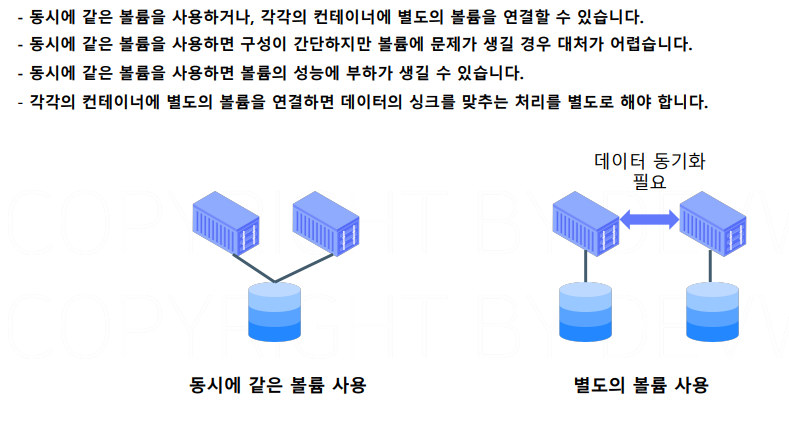 - 동시에 같은 볼륨을 사용하거나, 각각의 컨테이너에 별도의 볼륨을 연결할 수 있습니다.
- 동시에 같은 볼륨을 사용하면 구성이 간단하지만 볼륨에 문제가 생길 경우 대처가 어렵습니다.
- 동시에 같은 볼륨을 사용하면 볼륨의 성능에 부하가 생길 수 있습니다.
- 각각의 컨테이너에 별도의 볼륨을 연결하면 데이터의 싱크를 맞추는 처리를 별도로 해야 합니다.
데이터 동기화
필요
COPYRIGHT BY
COPYRIGHT BY
동시에 같은 볼륨 사용
별도의 볼륨 사용